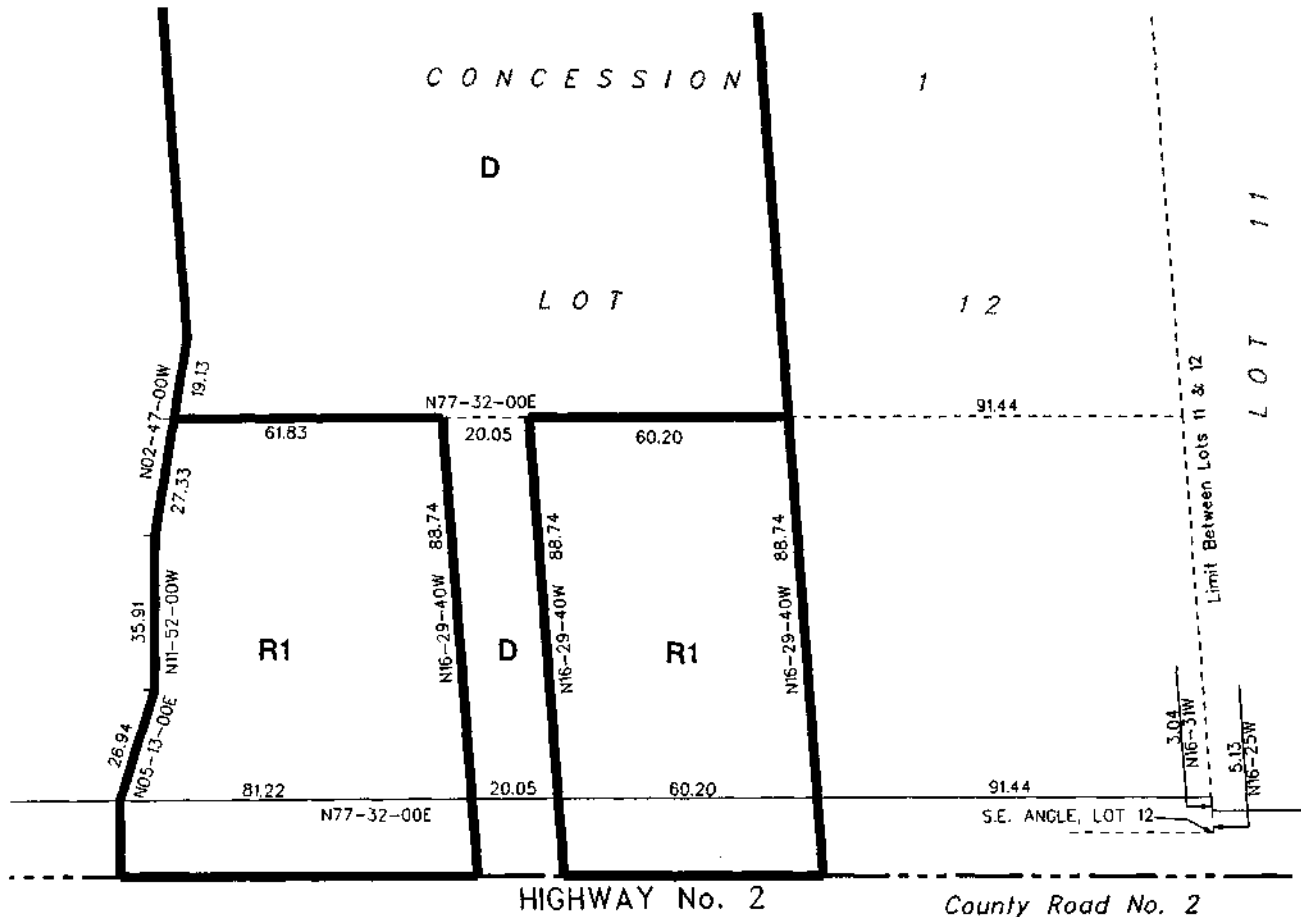 CONCESSION 1
D
LOT 11
LOT 12
N02-47-00W
19.13
N77-32-00E
91.44
61.83
20.05
60.20
Limit Between Lots 11 & 12
27.33
88.74
88.74
88.74
35.91
N11-52-00W
N16-29-40W
N16-29-40W
N16-29-40W
R1
D
R1
26.94
N05-13-00E
3.04
N16-31W
5.13
N16-25W
81.22
20.05
60.20
91.44
N77-32-00E
S.E. ANGLE, LOT 12
HIGHWAY No. 2
County Road No. 2